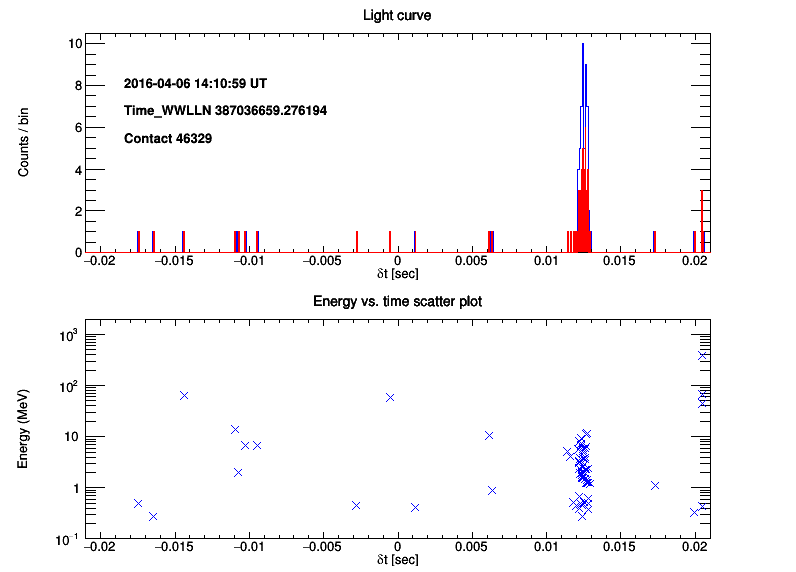 Light curve
Counts / bin
10
8
6
4
2
0
2016-04-06 14:10:59 UT
Time_WWLLN 387036659.276194
Contact 46329
−0.02 −0.015 −0.01 −0.005 0 0.005 0.01 0.015 0.02
δt [sec]
Energy vs. time scatter plot
Energy (MeV)
10³
10²
10
1
10⁻¹
−0.02 −0.015 −0.01 −0.005 0 0.005 0.01 0.015 0.02
δt [sec]